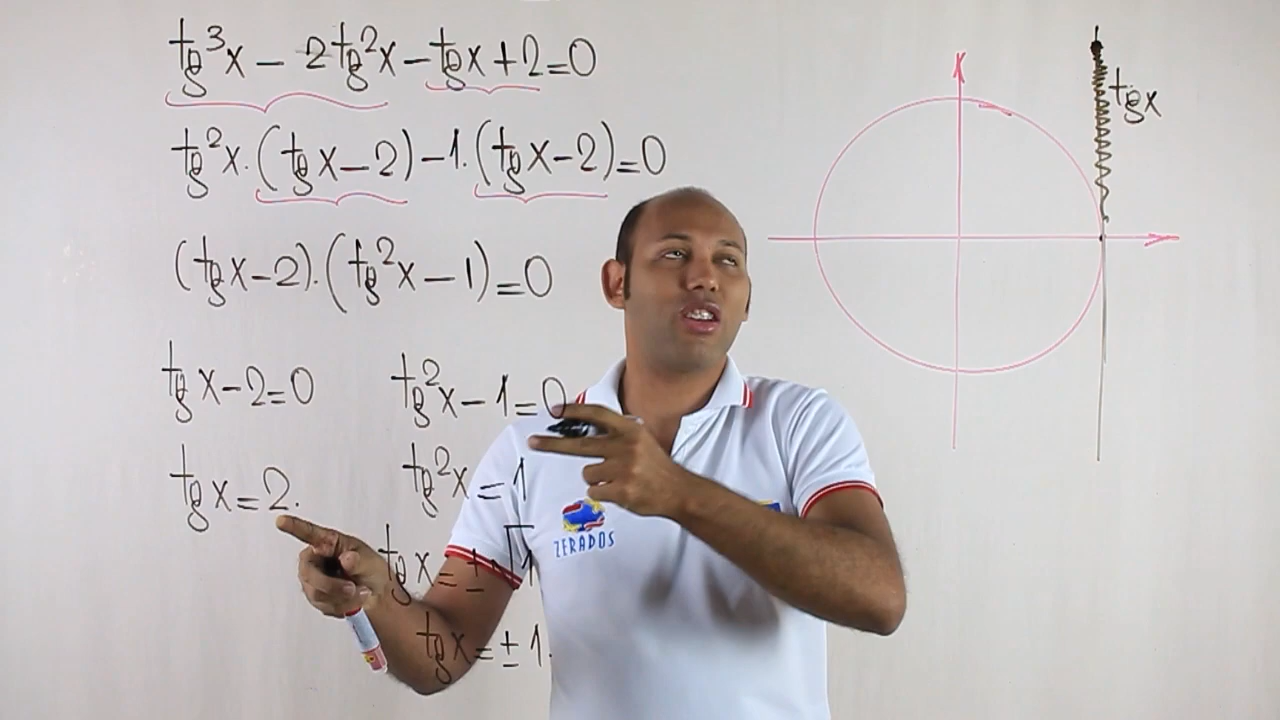 tg³x − 2tg²x − tgx + 2 = 0
tg²x · (tgx − 2) − 1 · (tgx − 2) = 0
(tgx − 2) · (tg²x − 1) = 0
tgx − 2 = 0
tgx = 2.
tg²x − 1 = 0
tg²x = 1
tgx = ± √1
tgx = ± 1.
ZERADOS
tgx